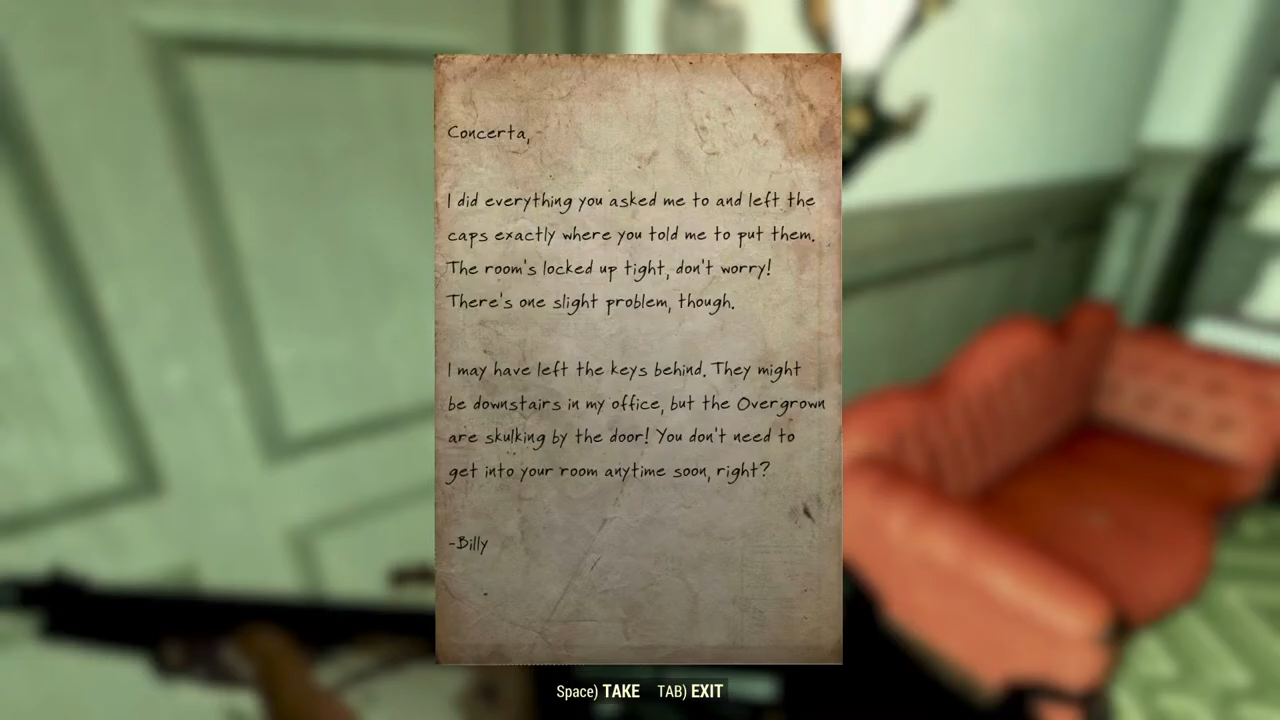 Concerta,
I did everything you asked me to and left the
caps exactly where you told me to put them.
The room's locked up tight, don't worry!
There's one slight problem, though.
I may have left the keys behind. They might
be downstairs in my office, but the Overgrown
are skulking by the door! You don't need to
get into your room anytime soon, right?
-Billy
Space) TAKE TAB) EXIT